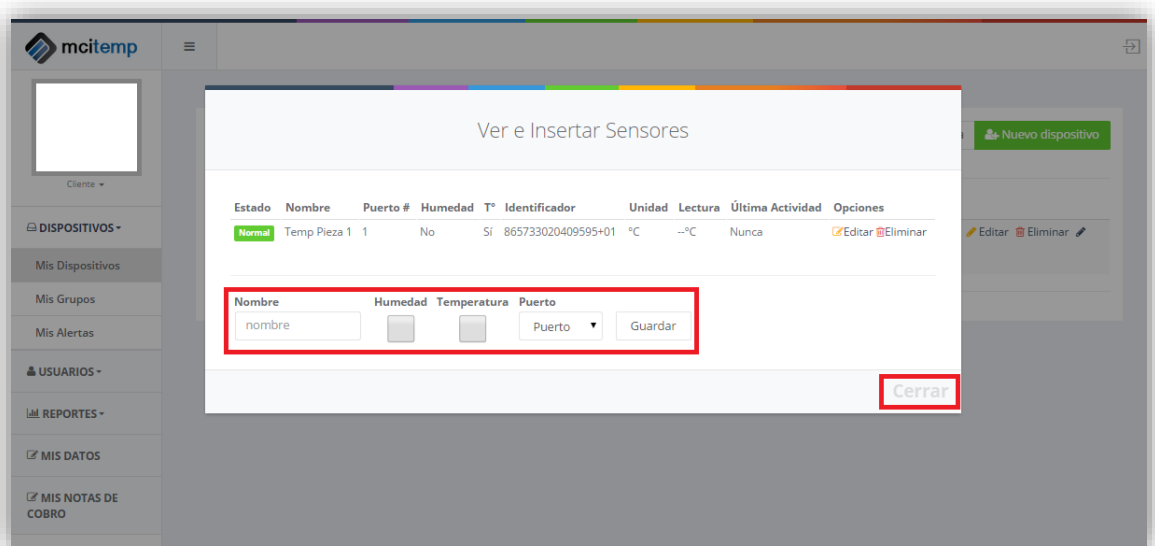 mcitemp
Cliente
DISPOSITIVOS
Mis Dispositivos
Mis Grupos
Mis Alertas
USUARIOS
REPORTES
MIS DATOS
MIS NOTAS DE
COBRO
Nuevo dispositivo
Editar Eliminar
Ver e Insertar Sensores
Estado Nombre Puerto # Humedad T° Identificador Unidad Lectura Última Actividad Opciones
Normal Temp Pieza 1 1 No Sí 865733020409595+01 °C --°C Nunca Editar Eliminar
Nombre Humedad Temperatura Puerto
nombre Puerto Guardar
Cerrar